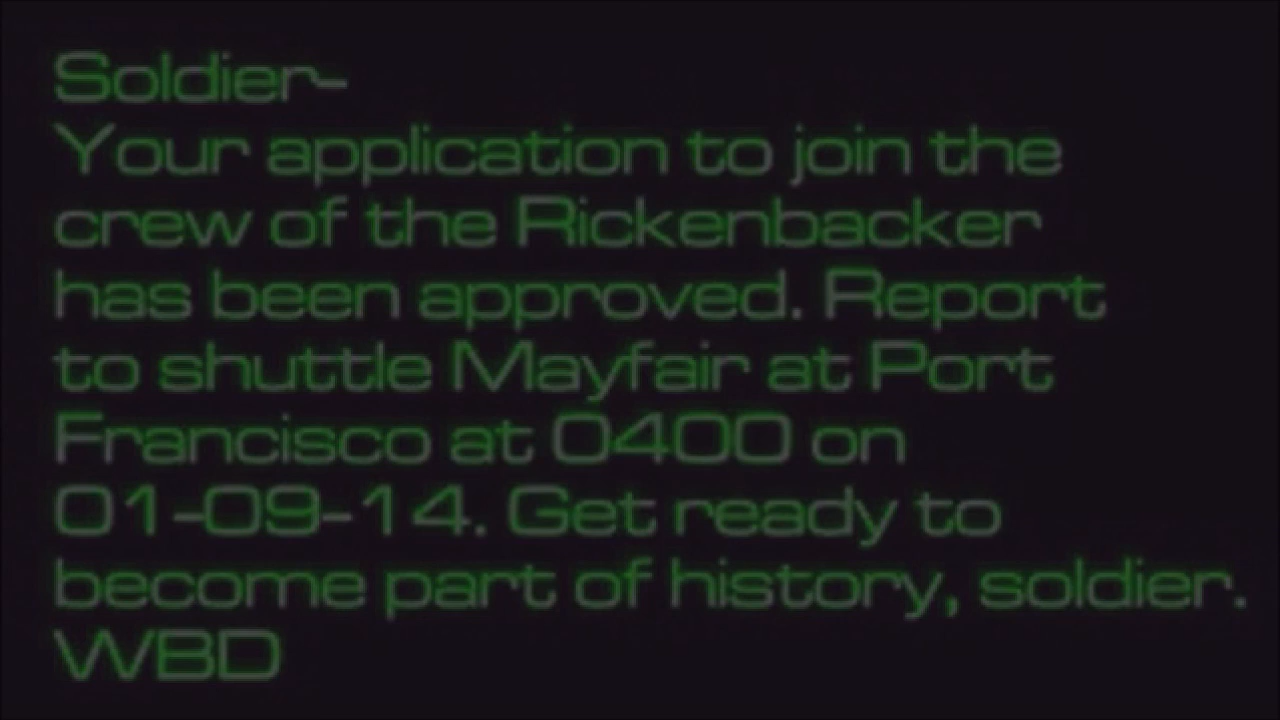 Soldier-
Your application to join the
crew of the Rickenbacker
has been approved. Report
to shuttle Mayfair at Port
Francisco at 0400 on
01-09-14. Get ready to
become part of history, soldier.
WBD